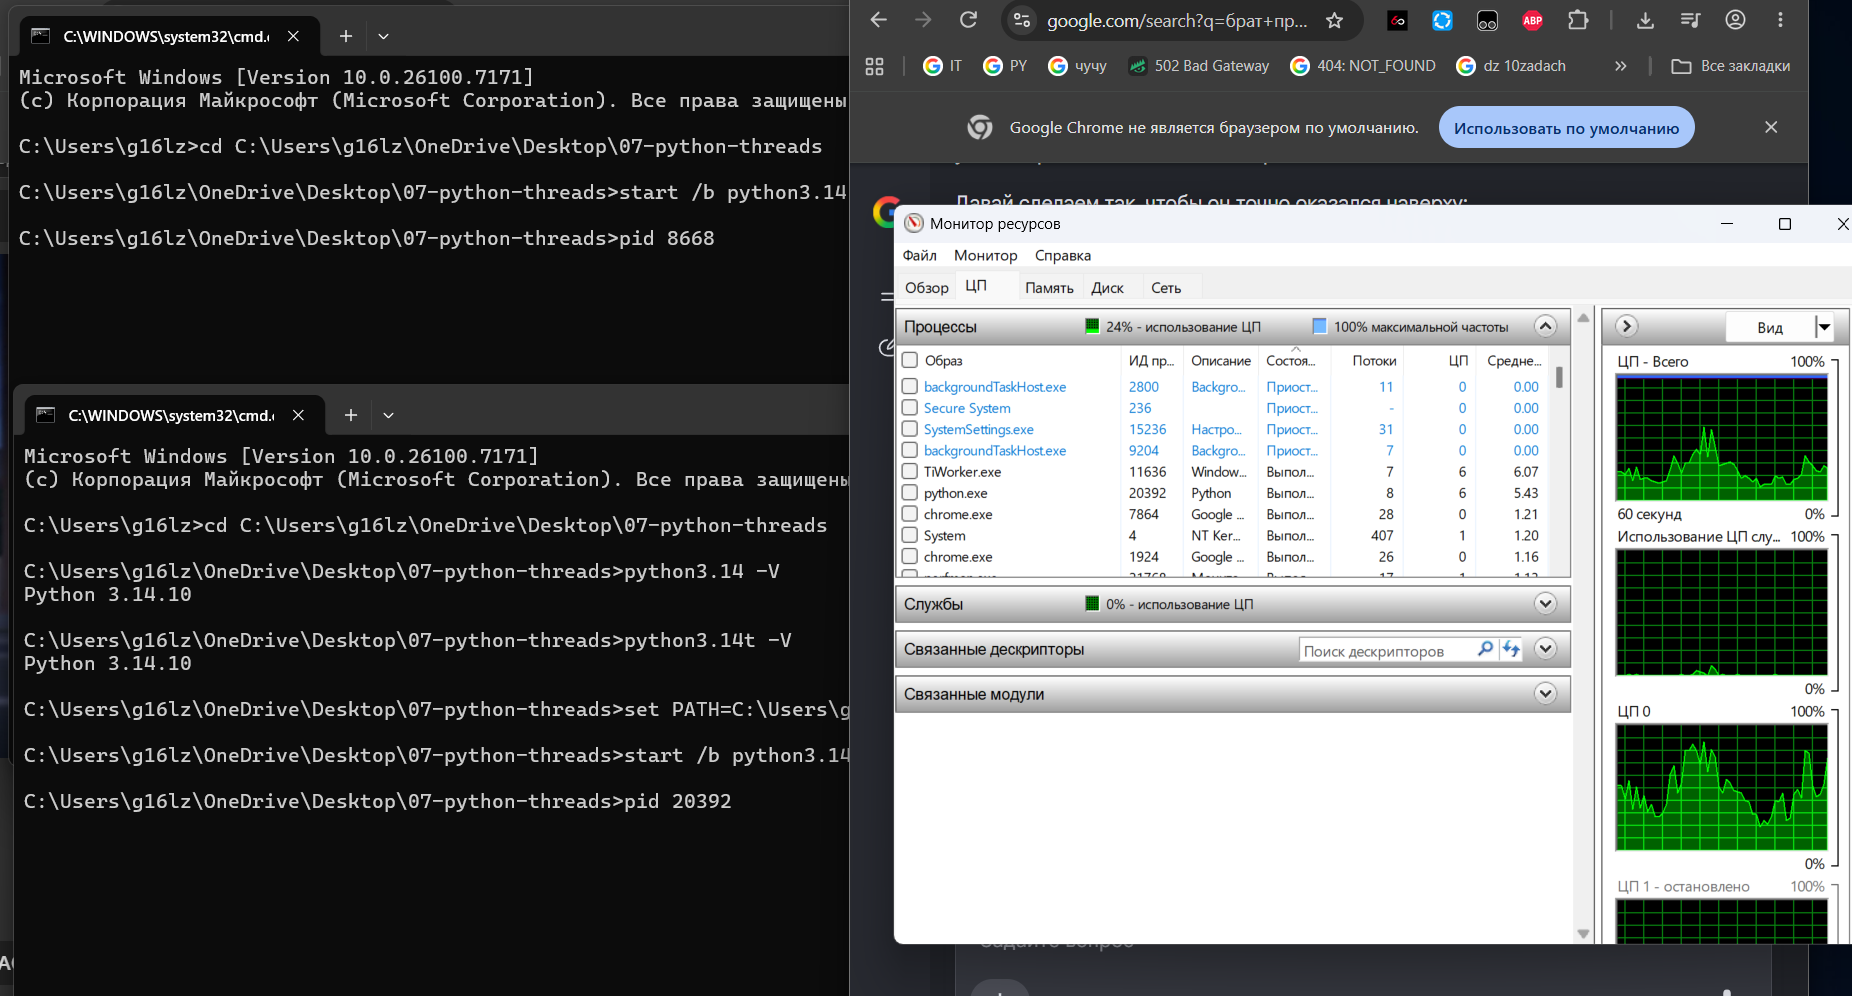 C:\WINDOWS\system32\cmd.
Microsoft Windows [Version 10.0.26100.7171]
(c) Корпорация Майкрософт (Microsoft Corporation). Все права защищены
C:\Users\g16lz>cd C:\Users\g16lz\OneDrive\Desktop\07-python-threads
C:\Users\g16lz\OneDrive\Desktop\07-python-threads>start /b python3.14
C:\Users\g16lz\OneDrive\Desktop\07-python-threads>pid 8668
C:\WINDOWS\system32\cmd.
Microsoft Windows [Version 10.0.26100.7171]
(c) Корпорация Майкрософт (Microsoft Corporation). Все права защищены
C:\Users\g16lz>cd C:\Users\g16lz\OneDrive\Desktop\07-python-threads
C:\Users\g16lz\OneDrive\Desktop\07-python-threads>python3.14 -V
Python 3.14.10
C:\Users\g16lz\OneDrive\Desktop\07-python-threads>python3.14t -V
Python 3.14.10
C:\Users\g16lz\OneDrive\Desktop\07-python-threads>set PATH=C:\Users\g
C:\Users\g16lz\OneDrive\Desktop\07-python-threads>start /b python3.14
C:\Users\g16lz\OneDrive\Desktop\07-python-threads>pid 20392
google.com/search?q=брат+пр...
ABP
IT PY чучу 502 Bad Gateway 404: NOT_FOUND dz 10zadach » Все закладки
Google Chrome не является браузером по умолчанию. Использовать по умолчанию
Давай сделаем так, чтобы он точно оказался наверху:
Монитор ресурсов
Файл Монитор Справка
Обзор ЦП Память Диск Сеть
Процессы 24% - использование ЦП 100% максимальной частоты
Образ ИД пр... Описание Состоя... Потоки ЦП Средне...
backgroundTaskHost.exe 2800 Backgro... Приост... 11 0 0.00
Secure System 236 Приост... - 0 0.00
SystemSettings.exe 15236 Настро... Приост... 31 0 0.00
backgroundTaskHost.exe 9204 Backgro... Приост... 7 0 0.00
TiWorker.exe 11636 Window... Выпол... 7 6 6.07
python.exe 20392 Python Выпол... 8 6 5.43
chrome.exe 7864 Google ... Выпол... 28 0 1.21
System 4 NT Ker... Выпол... 407 1 1.20
chrome.exe 1924 Google ... Выпол... 26 0 1.16
Службы 0% - использование ЦП
Связанные дескрипторы Поиск дескрипторов
Связанные модули
Вид
ЦП - Всего 100%
60 секунд 0%
Использование ЦП слу... 100%
0%
ЦП 0 100%
0%
ЦП 1 - остановлено 100%